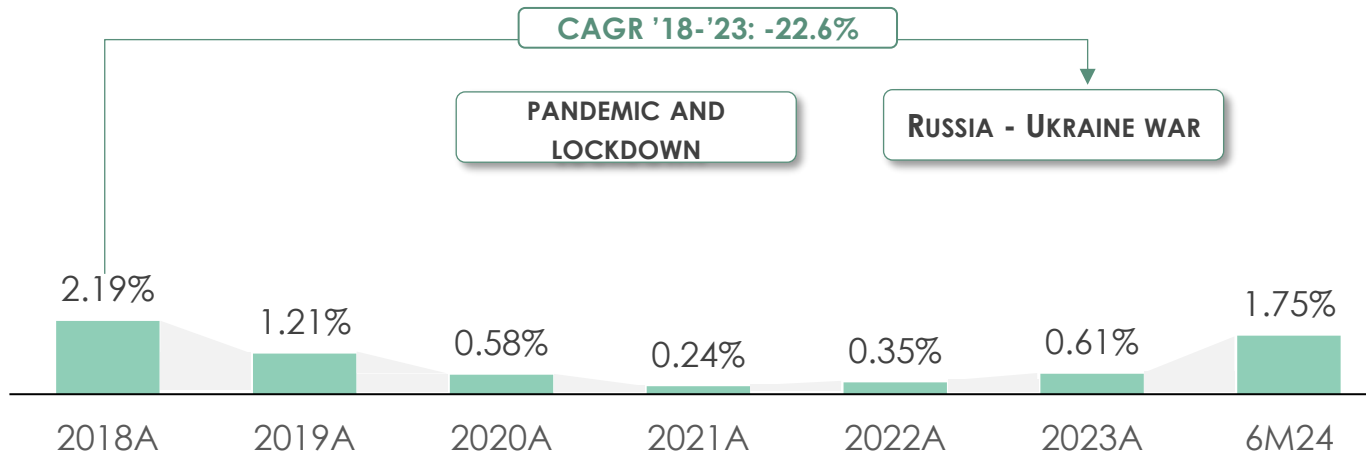 CAGR ’18-’23: -22.6%
PANDEMIC AND
LOCKDOWN
RUSSIA - UKRAINE WAR
2.19%
1.21%
0.58%
0.24%
0.35%
0.61%
1.75%
2018A
2019A
2020A
2021A
2022A
2023A
6M24